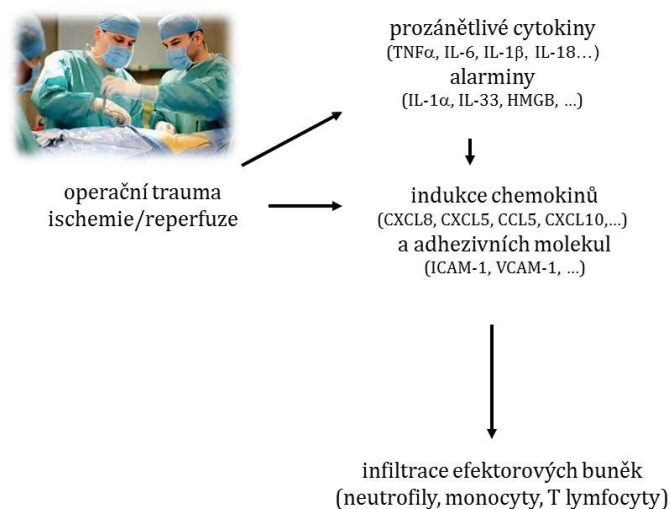 prozánětlivé cytokiny
(TNFα, IL-6, IL-1β, IL-18...)
alarminy
(IL-1α, IL-33, HMGB, ...)
operační trauma
ischemie/reperfuze
indukce chemokinů
(CXCL8, CXCL5, CCL5, CXCL10,...)
a adhezivních molekul
(ICAM-1, VCAM-1, ...)
infiltrace efektorových buněk
(neutrofily, monocyty, T lymfocyty)